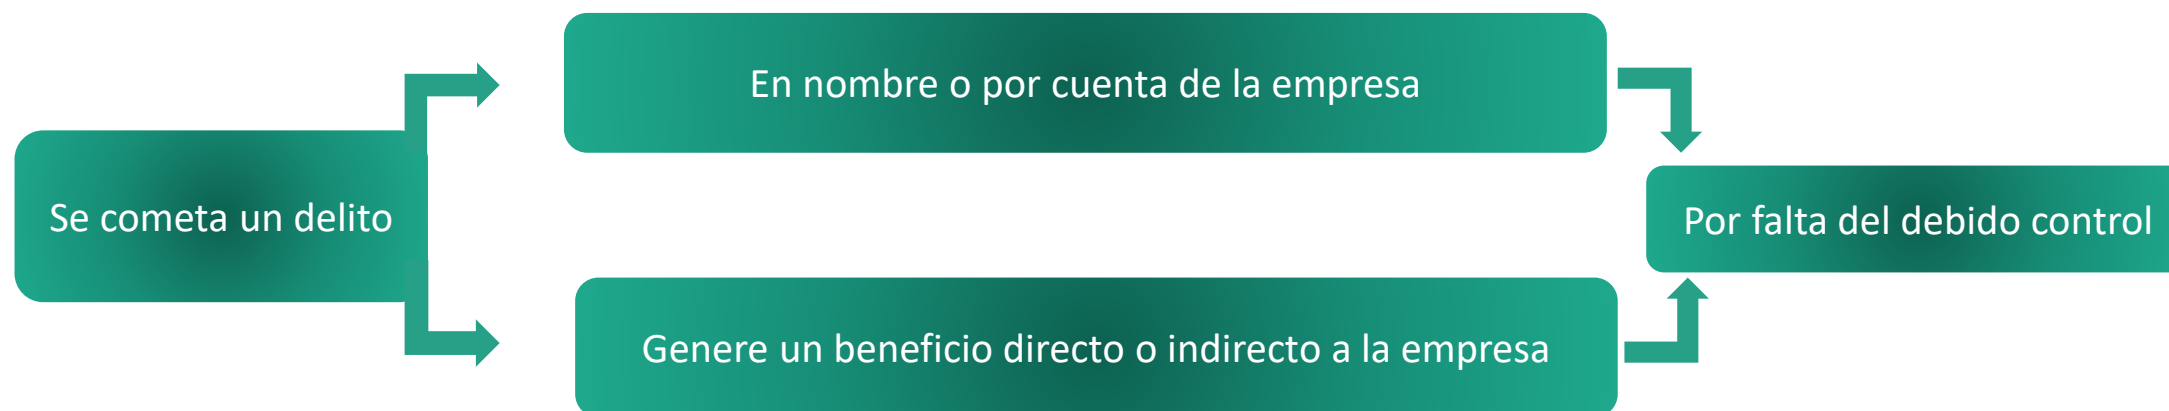 En nombre o por cuenta de la empresa
Se cometa un delito
Por falta del debido control
Genere un beneficio directo o indirecto a la empresa